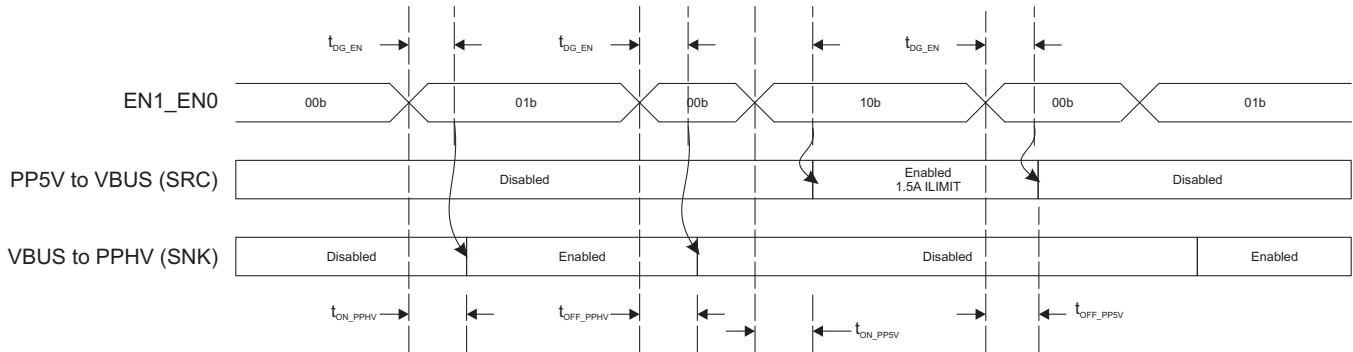 tDG_EN tDG_EN tDG_EN tDG_EN
EN1_EN0 00b 01b 00b 10b 00b 01b
PP5V to VBUS (SRC) Disabled Enabled Disabled
1.5A ILIMIT
VBUS to PPHV (SNK) Disabled Enabled Disabled Enabled
tON_PPHV tOFF_PPHV tON_PP5V tOFF_PP5V